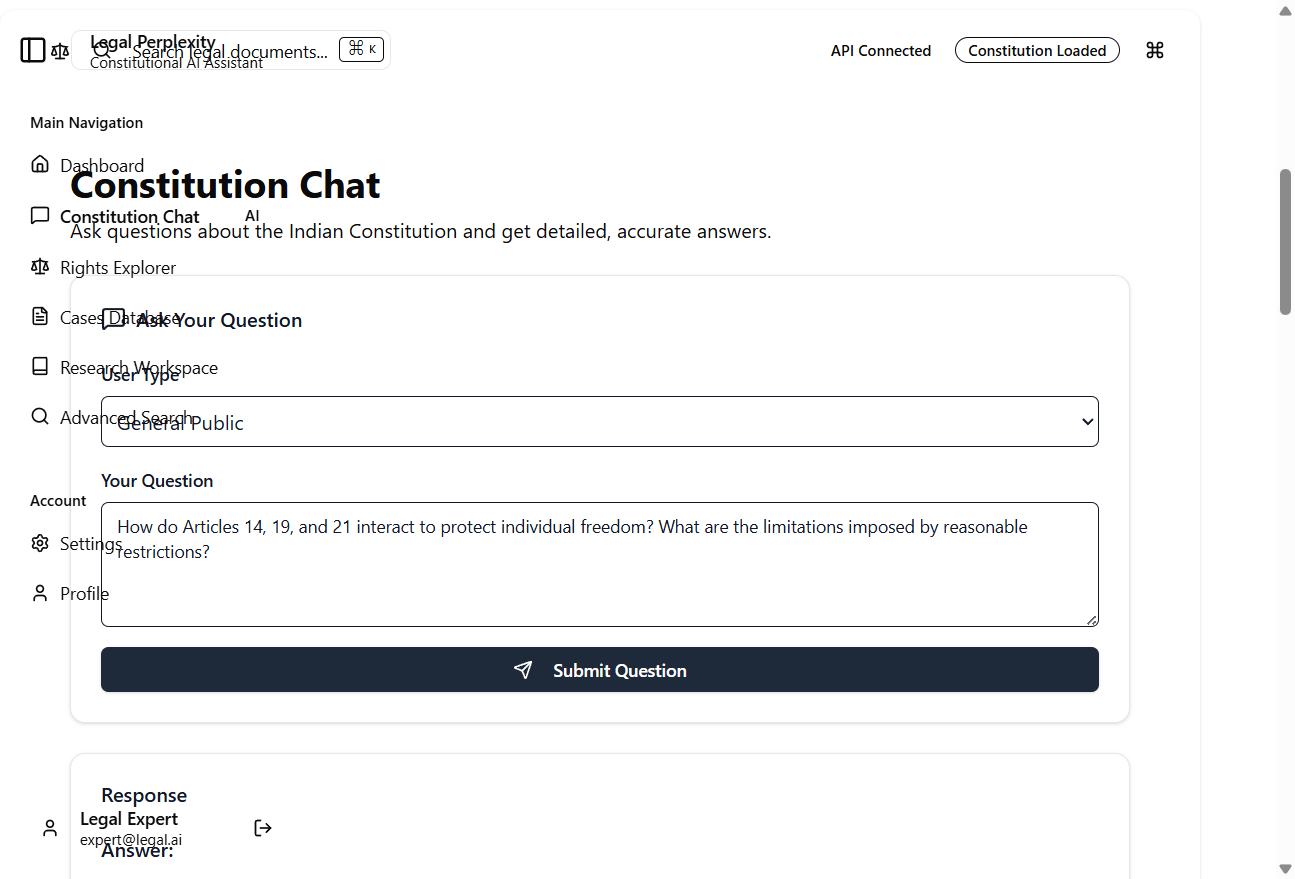 Legal Perplexity
Constitutional AI Assistant
Search legal documents...
⌘ K
API Connected
Constitution Loaded
⌘
Main Navigation
Dashboard
Constitution Chat
AI
Rights Explorer
Cases Database
Research Workspace
Advanced Search
Account
Settings
Profile
Legal Expert
expert@legal.ai
Constitution Chat
Ask questions about the Indian Constitution and get detailed, accurate answers.
Ask Your Question
User Type
General Public
Your Question
How do Articles 14, 19, and 21 interact to protect individual freedom? What are the limitations imposed by reasonable
restrictions?
Submit Question
Response
Answer: